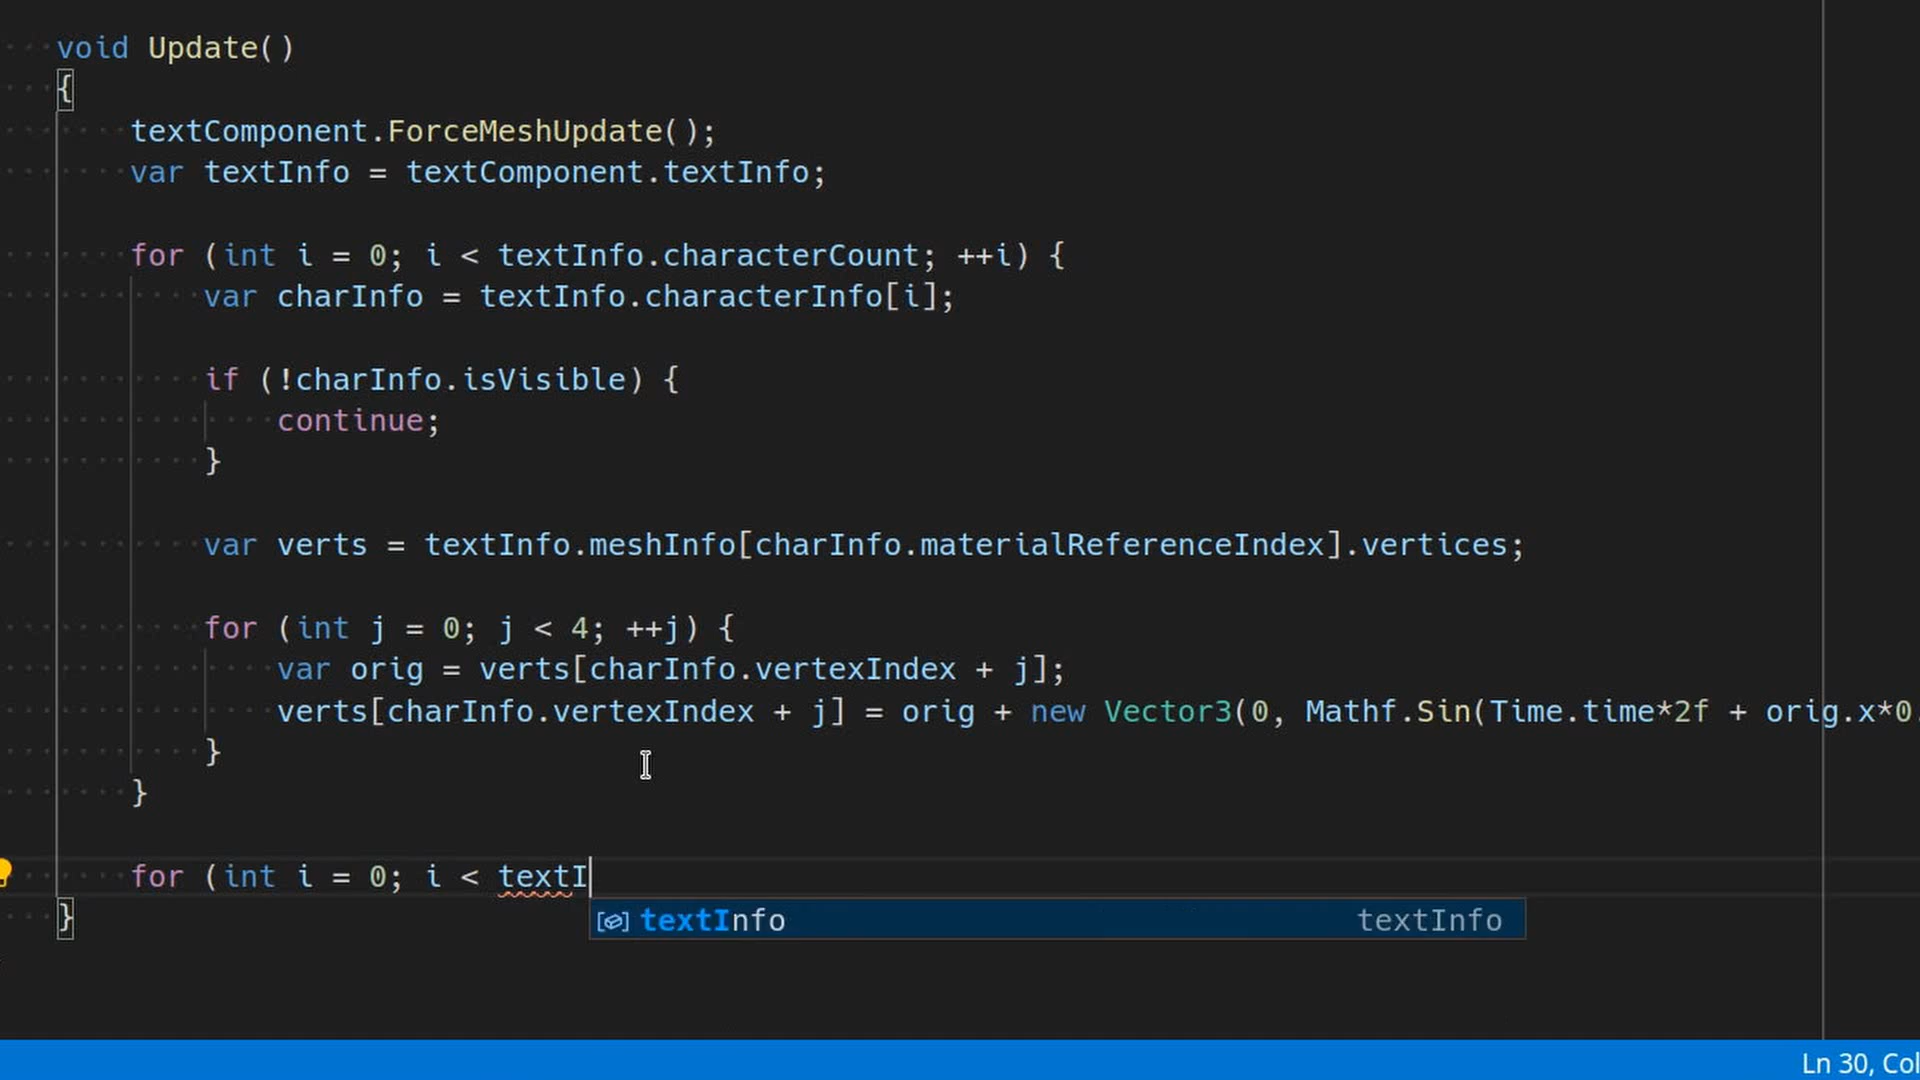 void Update()
{
textComponent.ForceMeshUpdate();
var textInfo = textComponent.textInfo;
for (int i = 0; i < textInfo.characterCount; ++i) {
var charInfo = textInfo.characterInfo[i];
if (!charInfo.isVisible) {
continue;
}
var verts = textInfo.meshInfo[charInfo.materialReferenceIndex].vertices;
for (int j = 0; j < 4; ++j) {
var orig = verts[charInfo.vertexIndex + j];
verts[charInfo.vertexIndex + j] = orig + new Vector3(0, Mathf.Sin(Time.time*2f + orig.x*0.
}
}
for (int i = 0; i < textI
}
textInfo textInfo
Ln 30, Col